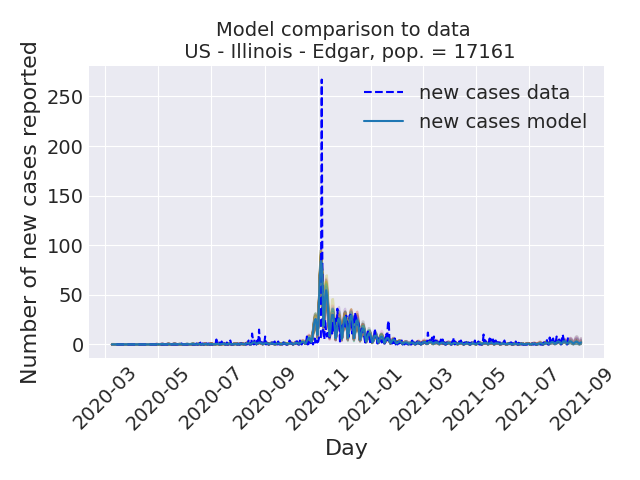 Model comparison to data
US - Illinois - Edgar, pop. = 17161
Number of new cases reported
250
200
150
100
50
0
new cases data
new cases model
2020-03
2020-05
2020-07
2020-09
2020-11
2021-01
2021-03
2021-05
2021-07
2021-09
Day